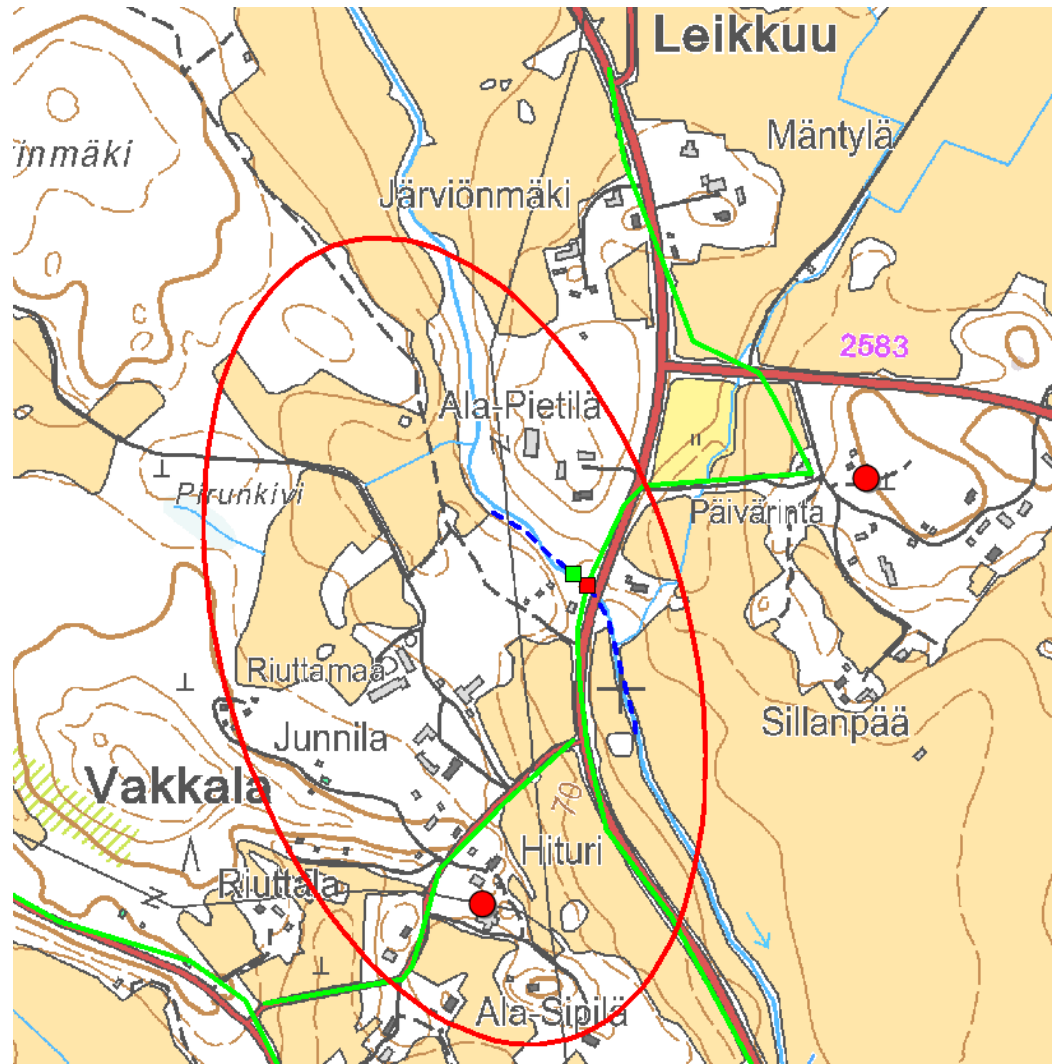 Leikkuu
Mäntylä
inmäki
Järviönmäki
2583
Ala-Pietilä
Pirunkivi
Päivärinta
Riuttamaa
Sillanpää
Junnila
Vakkala
70
Hituri
Riuttala
Ala-Sipilä